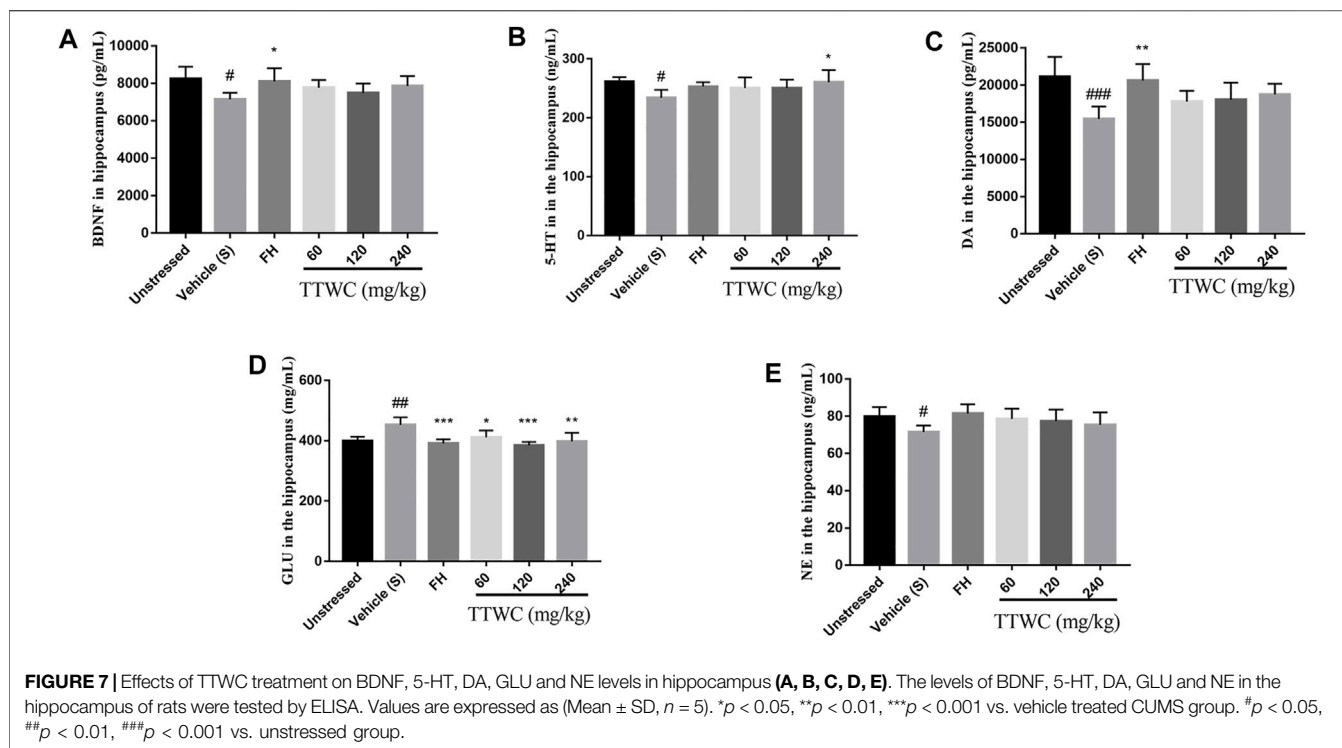 A
BDNF in hippocampus (pg/mL)
10000
8000
6000
4000
2000
0
#
*
Unstressed
Vehicle (S)
FH
60
120
240
TTWC (mg/kg)
B
5-HT in in the hippocampus (ng/mL)
300
200
100
0
#
*
Unstressed
Vehicle (S)
FH
60
120
240
TTWC (mg/kg)
C
DA in the hippocampus (pg/mL)
25000
20000
15000
10000
5000
0
###
**
Unstressed
Vehicle (S)
FH
60
120
240
TTWC (mg/kg)
D
GLU in the hippocampus (mg/mL)
600
400
200
0
##
***
*
***
**
Unstressed
Vehicle (S)
FH
60
120
240
TTWC (mg/kg)
E
NE in the hippocampus (ng/mL)
100
80
60
40
20
0
#
Unstressed
Vehicle (S)
FH
60
120
240
TTWC (mg/kg)
FIGURE 7 | Effects of TTWC treatment on BDNF, 5-HT, DA, GLU and NE levels in hippocampus (A, B, C, D, E). The levels of BDNF, 5-HT, DA, GLU and NE in the
hippocampus of rats were tested by ELISA. Values are expressed as (Mean ± SD, n = 5). *p < 0.05, **p < 0.01, ***p < 0.001 vs. vehicle treated CUMS group. #p < 0.05,
##p < 0.01, ###p < 0.001 vs. unstressed group.